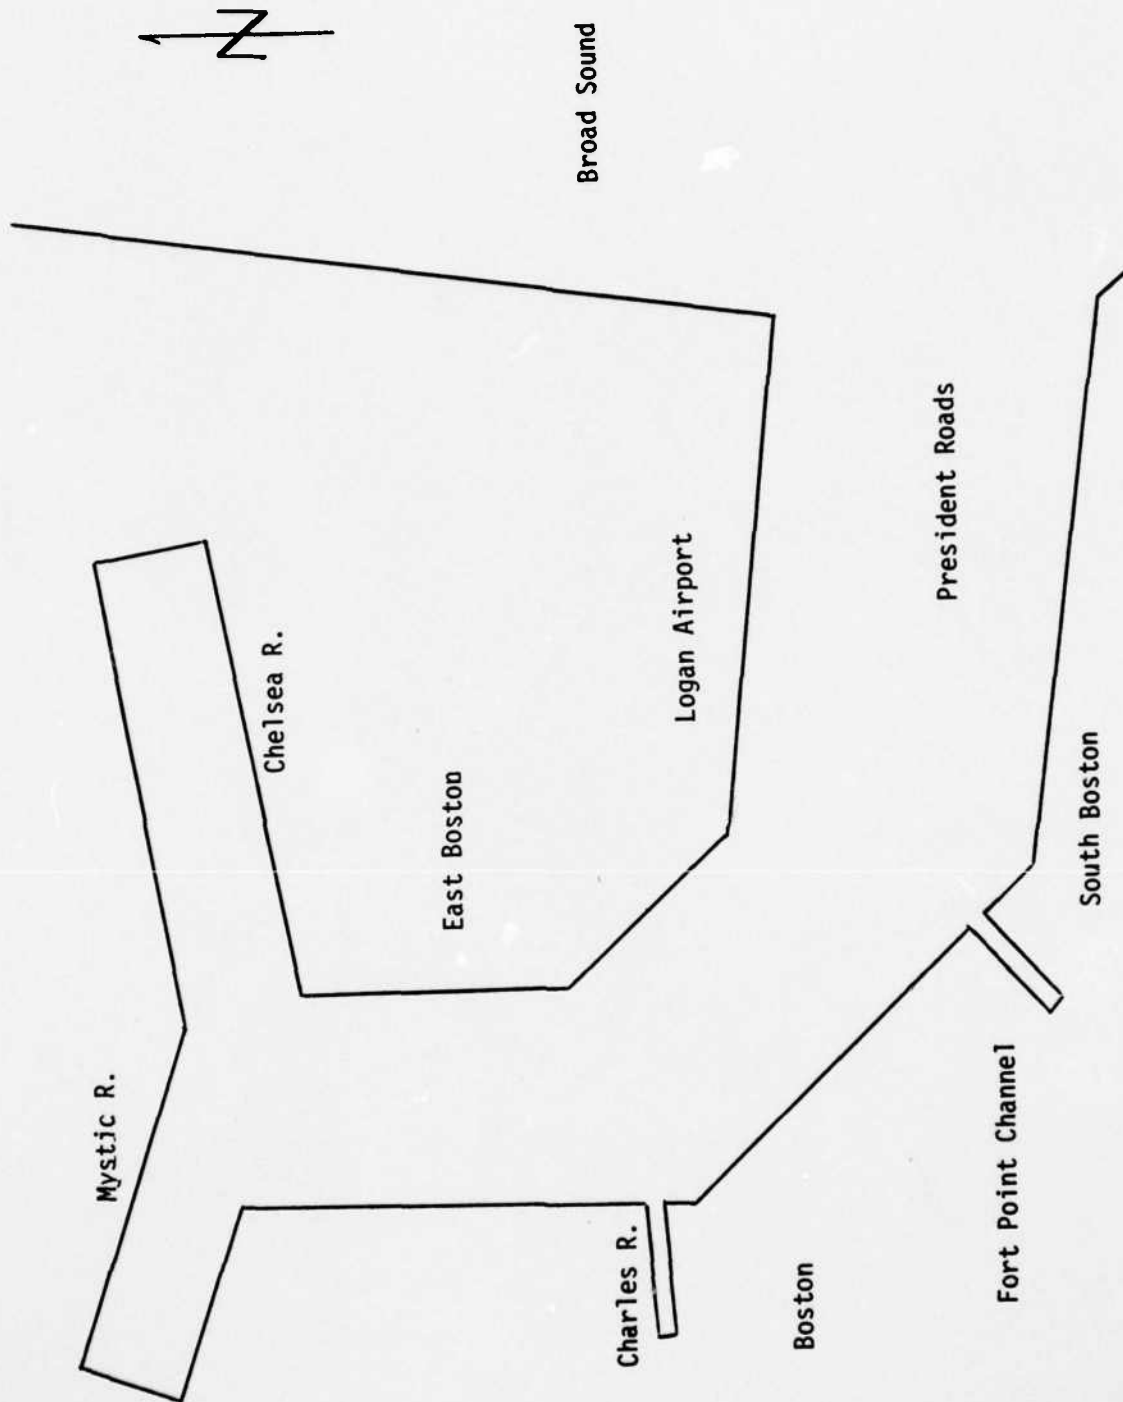 Mystic R.
N
Chelsea R.
East Boston
Broad Sound
Charles R.
Logan Airport
Boston
President Roads
Fort Point Channel
South Boston